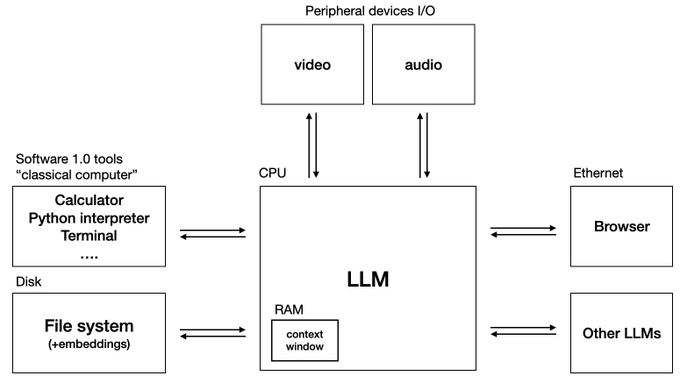 Peripheral devices I/O
video
audio
Software 1.0 tools
“classical computer”
CPU
Ethernet
Calculator
Python interpreter
Terminal
....
LLM
Browser
Disk
RAM
File system
(+embeddings)
context
window
Other LLMs